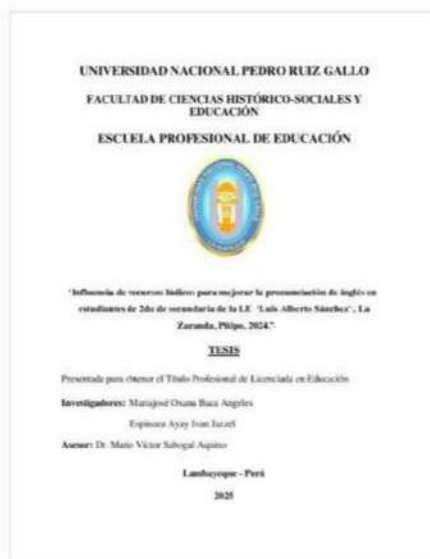 UNIVERSIDAD NACIONAL PEDRO RUIZ GALLO
FACULTAD DE CIENCIAS HISTÓRICO-SOCIALES Y
EDUCACIÓN
ESCUELA PROFESIONAL DE EDUCACIÓN
"Influencia de recursos lúdicos para mejorar la pronunciación de inglés en
estudiantes de 2do de secundaria de la I.E "Luis Alberto Sánchez", La
Zaranda, Pítipo, 2024."
TESIS
Presentada para obtener el Título Profesional de Licenciada en Educación
Investigadores: Mariajosé Oxana Baca Angeles
Espinoza Ayay Ivan Jazzel
Asesor: Dr. Mario Víctor Sabogal Aquino
Lambayeque - Perú
2025